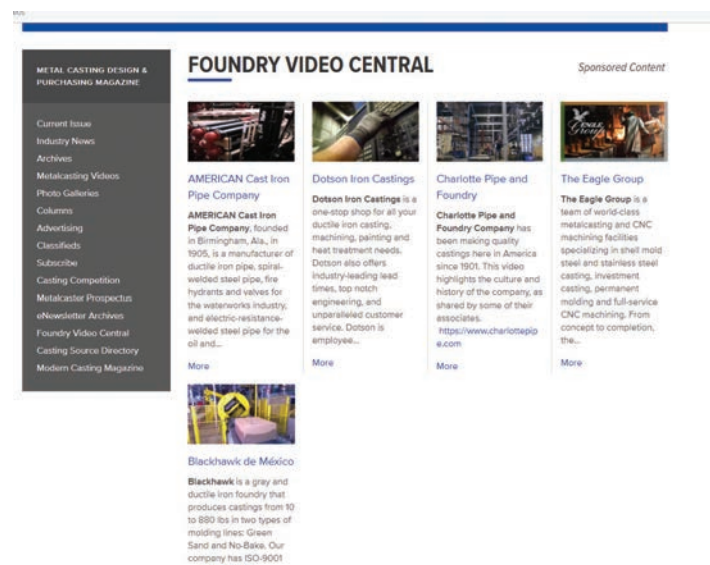 METAL CASTING DESIGN &
PURCHASING MAGAZINE
Current Issue
Industry News
Archives
Metalcasting Videos
Photo Galleries
Columns
Advertising
Classifieds
Subscribe
Casting Competition
Metalcaster Prospectus
eNewsletter Archives
Foundry Video Central
Casting Source Directory
Modern Casting Magazine
FOUNDRY VIDEO CENTRAL
Sponsored Content
AMERICAN Cast Iron
Pipe Company
AMERICAN Cast Iron
Pipe Company, founded
in Birmingham, Ala., in
1905, is a manufacturer of
ductile iron pipe, spiral-
welded steel pipe, fire
hydrants and valves for
the waterworks industry,
and electric-resistance-
welded steel pipe for the
oil and...
More
Dotson Iron Castings
Dotson Iron Castings is a
one-stop shop for all your
ductile iron casting,
machining, painting and
heat treatment needs.
Dotson also offers
industry-leading lead
times, top notch
engineering, and
unparalleled customer
service. Dotson is
employee...
More
Charlotte Pipe and
Foundry
Charlotte Pipe and
Foundry Company has
been making quality
castings here in America
since 1901. This video
highlights the culture and
history of the company, as
shared by some of their
associates.
https://www.charlottepip
e.com
More
Eagle
Group
The Eagle Group
The Eagle Group is a
team of world-class
metalcasting and CNC
machining facilities
specializing in shell mold
steel and stainless steel
casting, investment
casting, permanent
molding and full-service
CNC machining. From
concept to completion,
the...
More
Blackhawk de México
Blackhawk is a gray and
ductile iron foundry that
produces castings from 10
to 880 lbs in two types of
molding lines: Green
Sand and No-Bake. Our
company has ISO-9001